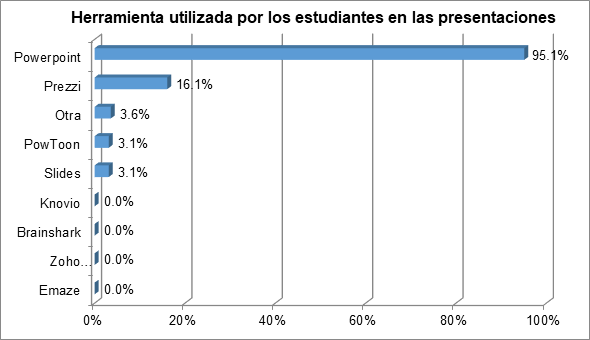 Herramienta utilizada por los estudiantes en las presentaciones
Powerpoint 95.1%
Prezzi 16.1%
Otra 3.6%
PowToon 3.1%
Slides 3.1%
Knovio 0.0%
Brainshark 0.0%
Zoho... 0.0%
Emaze 0.0%
0% 20% 40% 60% 80% 100%